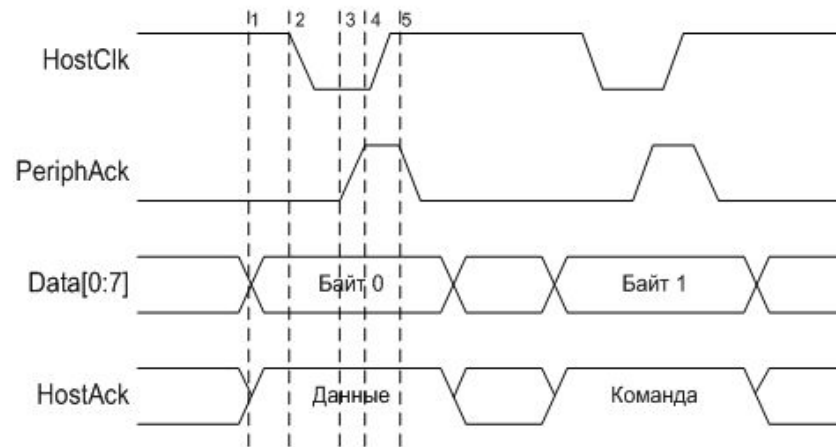 1 2 3 4 5
HostClk
PeriphAck
Data[0:7] Байт 0 Байт 1
HostAck Данные Команда